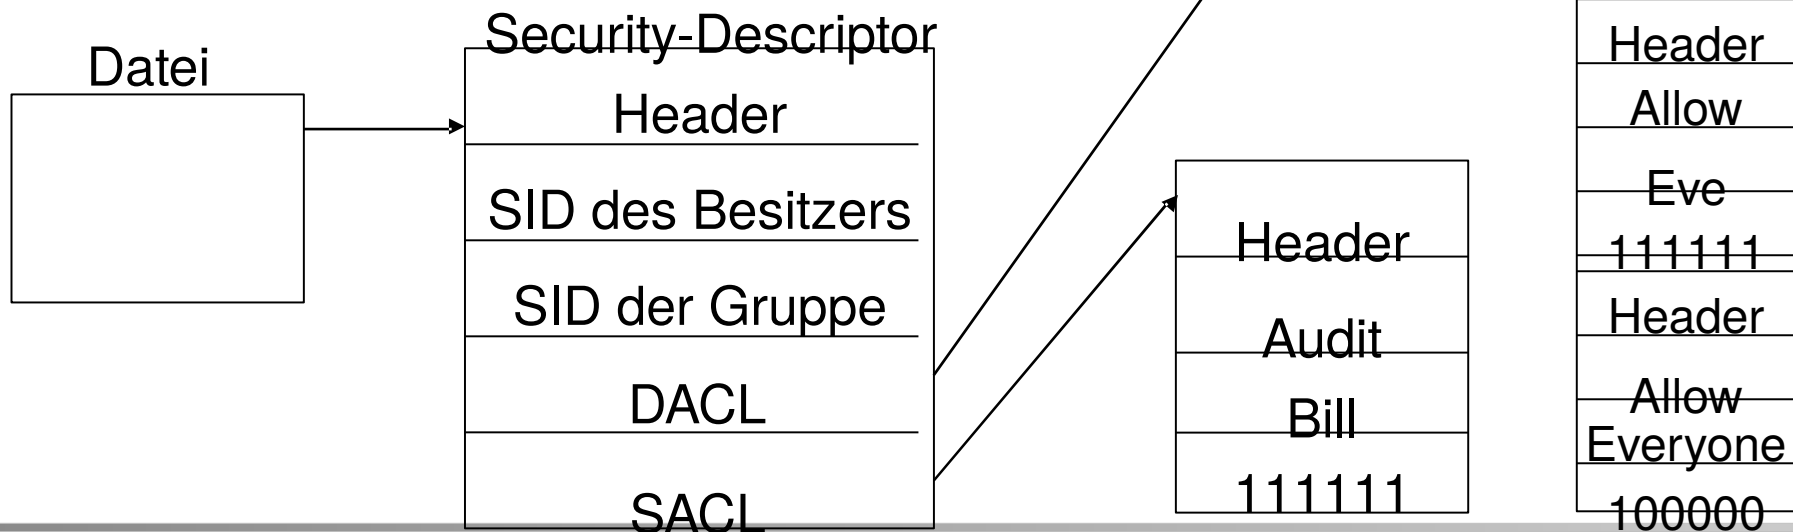 Datei
Security-Descriptor
Header
SID des Besitzers
SID der Gruppe
DACL
SACL
Header
Audit
Bill
111111
Header
Allow
Eve
111111
Header
Allow
Everyone
100000